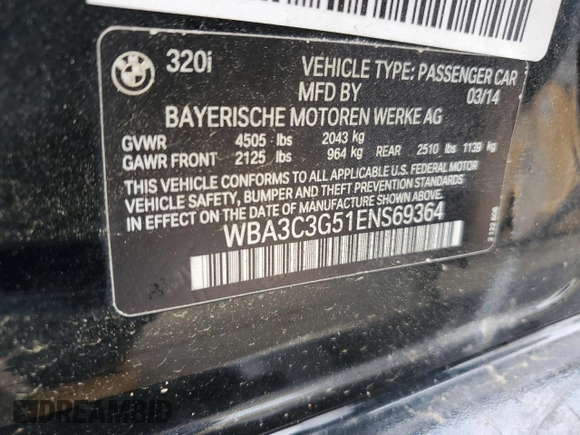 320i
VEHICLE TYPE: PASSENGER CAR
MFD BY 03/14
BAYERISCHE MOTOREN WERKE AG
GVWR 4505 lbs 2043 kg
GAWR FRONT 2125 lbs 964 kg REAR 2510 lbs 1139 kg
THIS VEHICLE CONFORMS TO ALL APPLICABLE U.S. FEDERAL MOTOR
VEHICLE SAFETY, BUMPER AND THEFT PREVENTION STANDARDS
IN EFFECT ON THE DATE OF MANUFACTURE SHOWN ABOVE.
WBA3C3G51ENS69364
DREAMBID